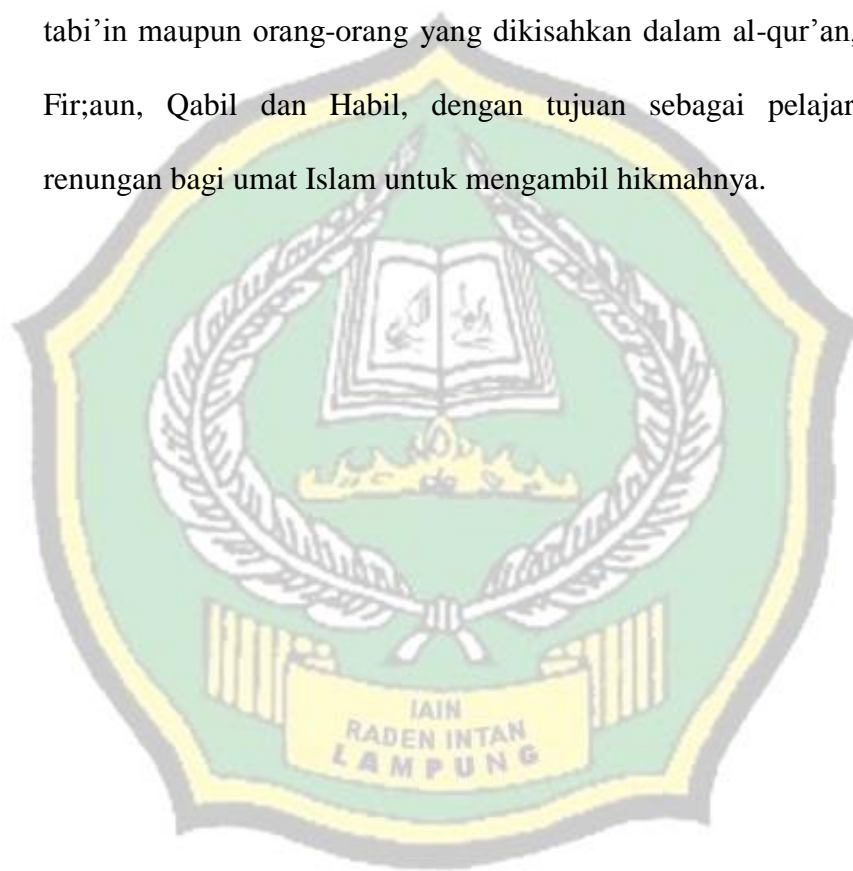 tabi’in maupun orang-orang yang dikisahkan dalam al-qur’an,
Fir;aun, Qabil dan Habil, dengan tujuan sebagai pelajar
renungan bagi umat Islam untuk mengambil hikmahnya.
IAIN
RADEN INTAN
LAMPUNG